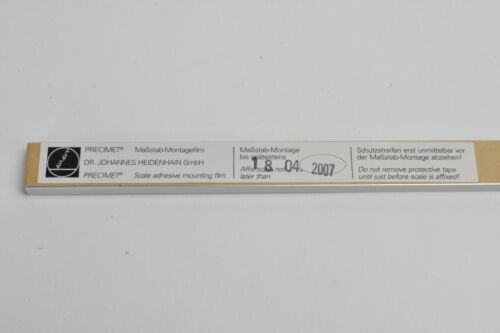 PRECIMET® Maßstab-Montagefilm
DR. JOHANNES HEIDENHAIN GmbH
PRECIMET® Scale adhesive mounting film
Maßstab-Montage
bis spätestens
Affix scale not
later than
18 04. 2007
Schutzstreifen erst unmittelbar vor
der Maßstab-Montage abziehen!
Do not remove protective tape
until just before scale is affixed!